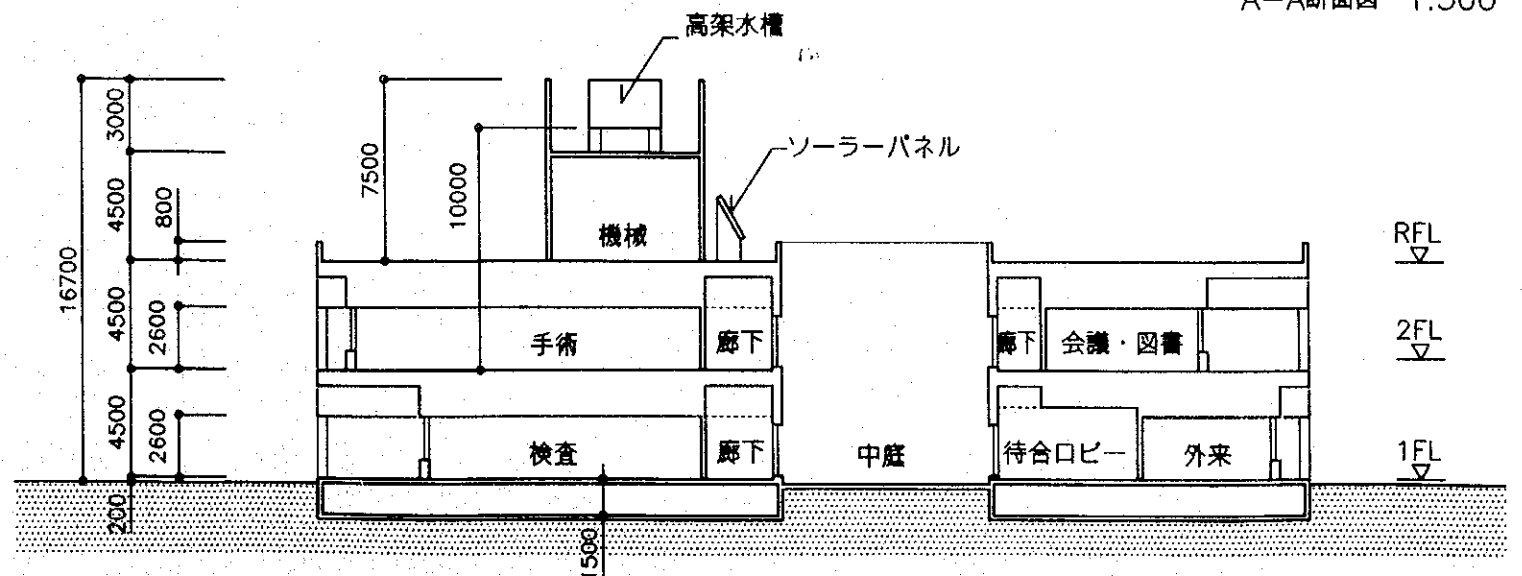 A-A断面図 1:300
高架水槽
ソーラーパネル
16700
3000
4500
800
4500
2600
4500
2600
200
7500
10000
機械
RFL
手術
廊下
廊下
会議・図書
2FL
検査
廊下
中庭
待合ロビー
外来
1FL
1500